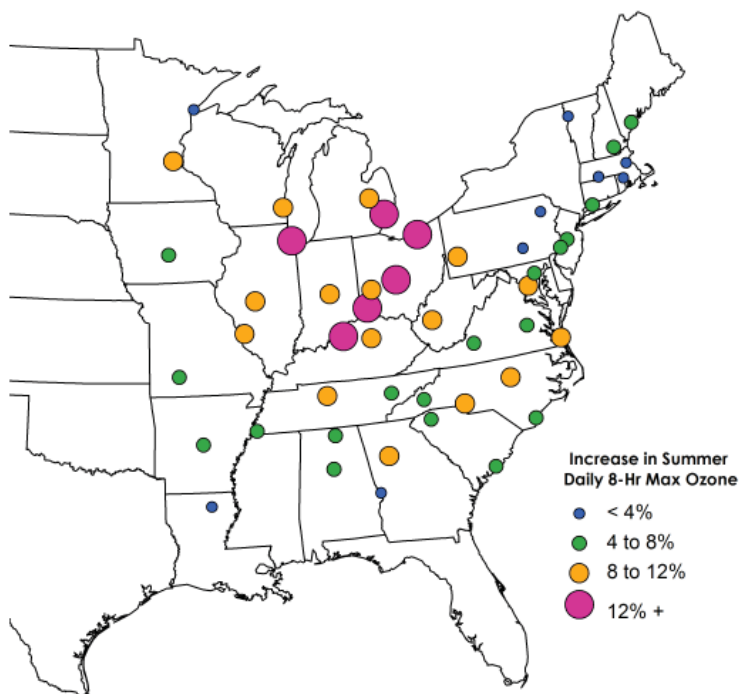 Increase in Summer
Daily 8-Hr Max Ozone
< 4%
4 to 8%
8 to 12%
12% +